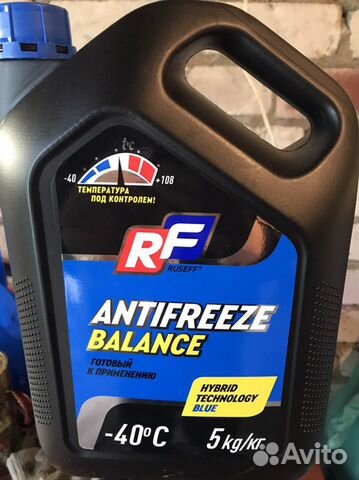 t°c
-40 +108
ТЕМПЕРАТУРА
ПОД КОНТРОЛЕМ!
RF
RUSEFF®
ANTIFREEZE
BALANCE
ГОТОВЫЙ
К ПРИМЕНЕНИЮ
HYBRID
TECHNOLOGY
BLUE
-40°C 5 kg/кг
Avito